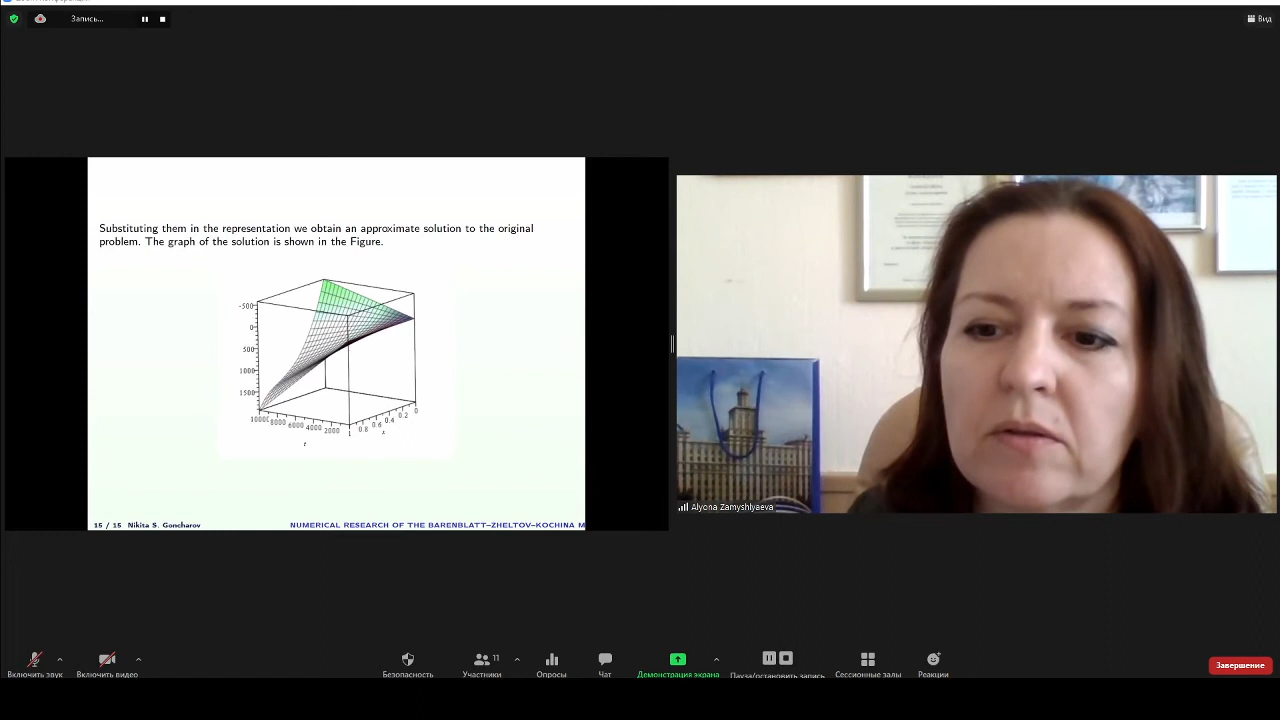 Запись...
Вид
Substituting them in the representation we obtain an approximate solution to the original
problem. The graph of the solution is shown in the Figure.
-500
0
500
1000
1500
10000 8000 6000 4000 2000
1 0.8 0.6 0.4 0.2 0
t
x
15 / 15 Nikita S. Goncharov
NUMERICAL RESEARCH OF THE BARENBLATT–ZHELTOV–KOCHINA M
Alyona Zamyshlyaeva
Включить звук
Включить видео
Безопасность
11
Участники
Опросы
Чат
Демонстрация экрана
Пауза/остановить запись
Сессионные залы
Реакции
Завершение